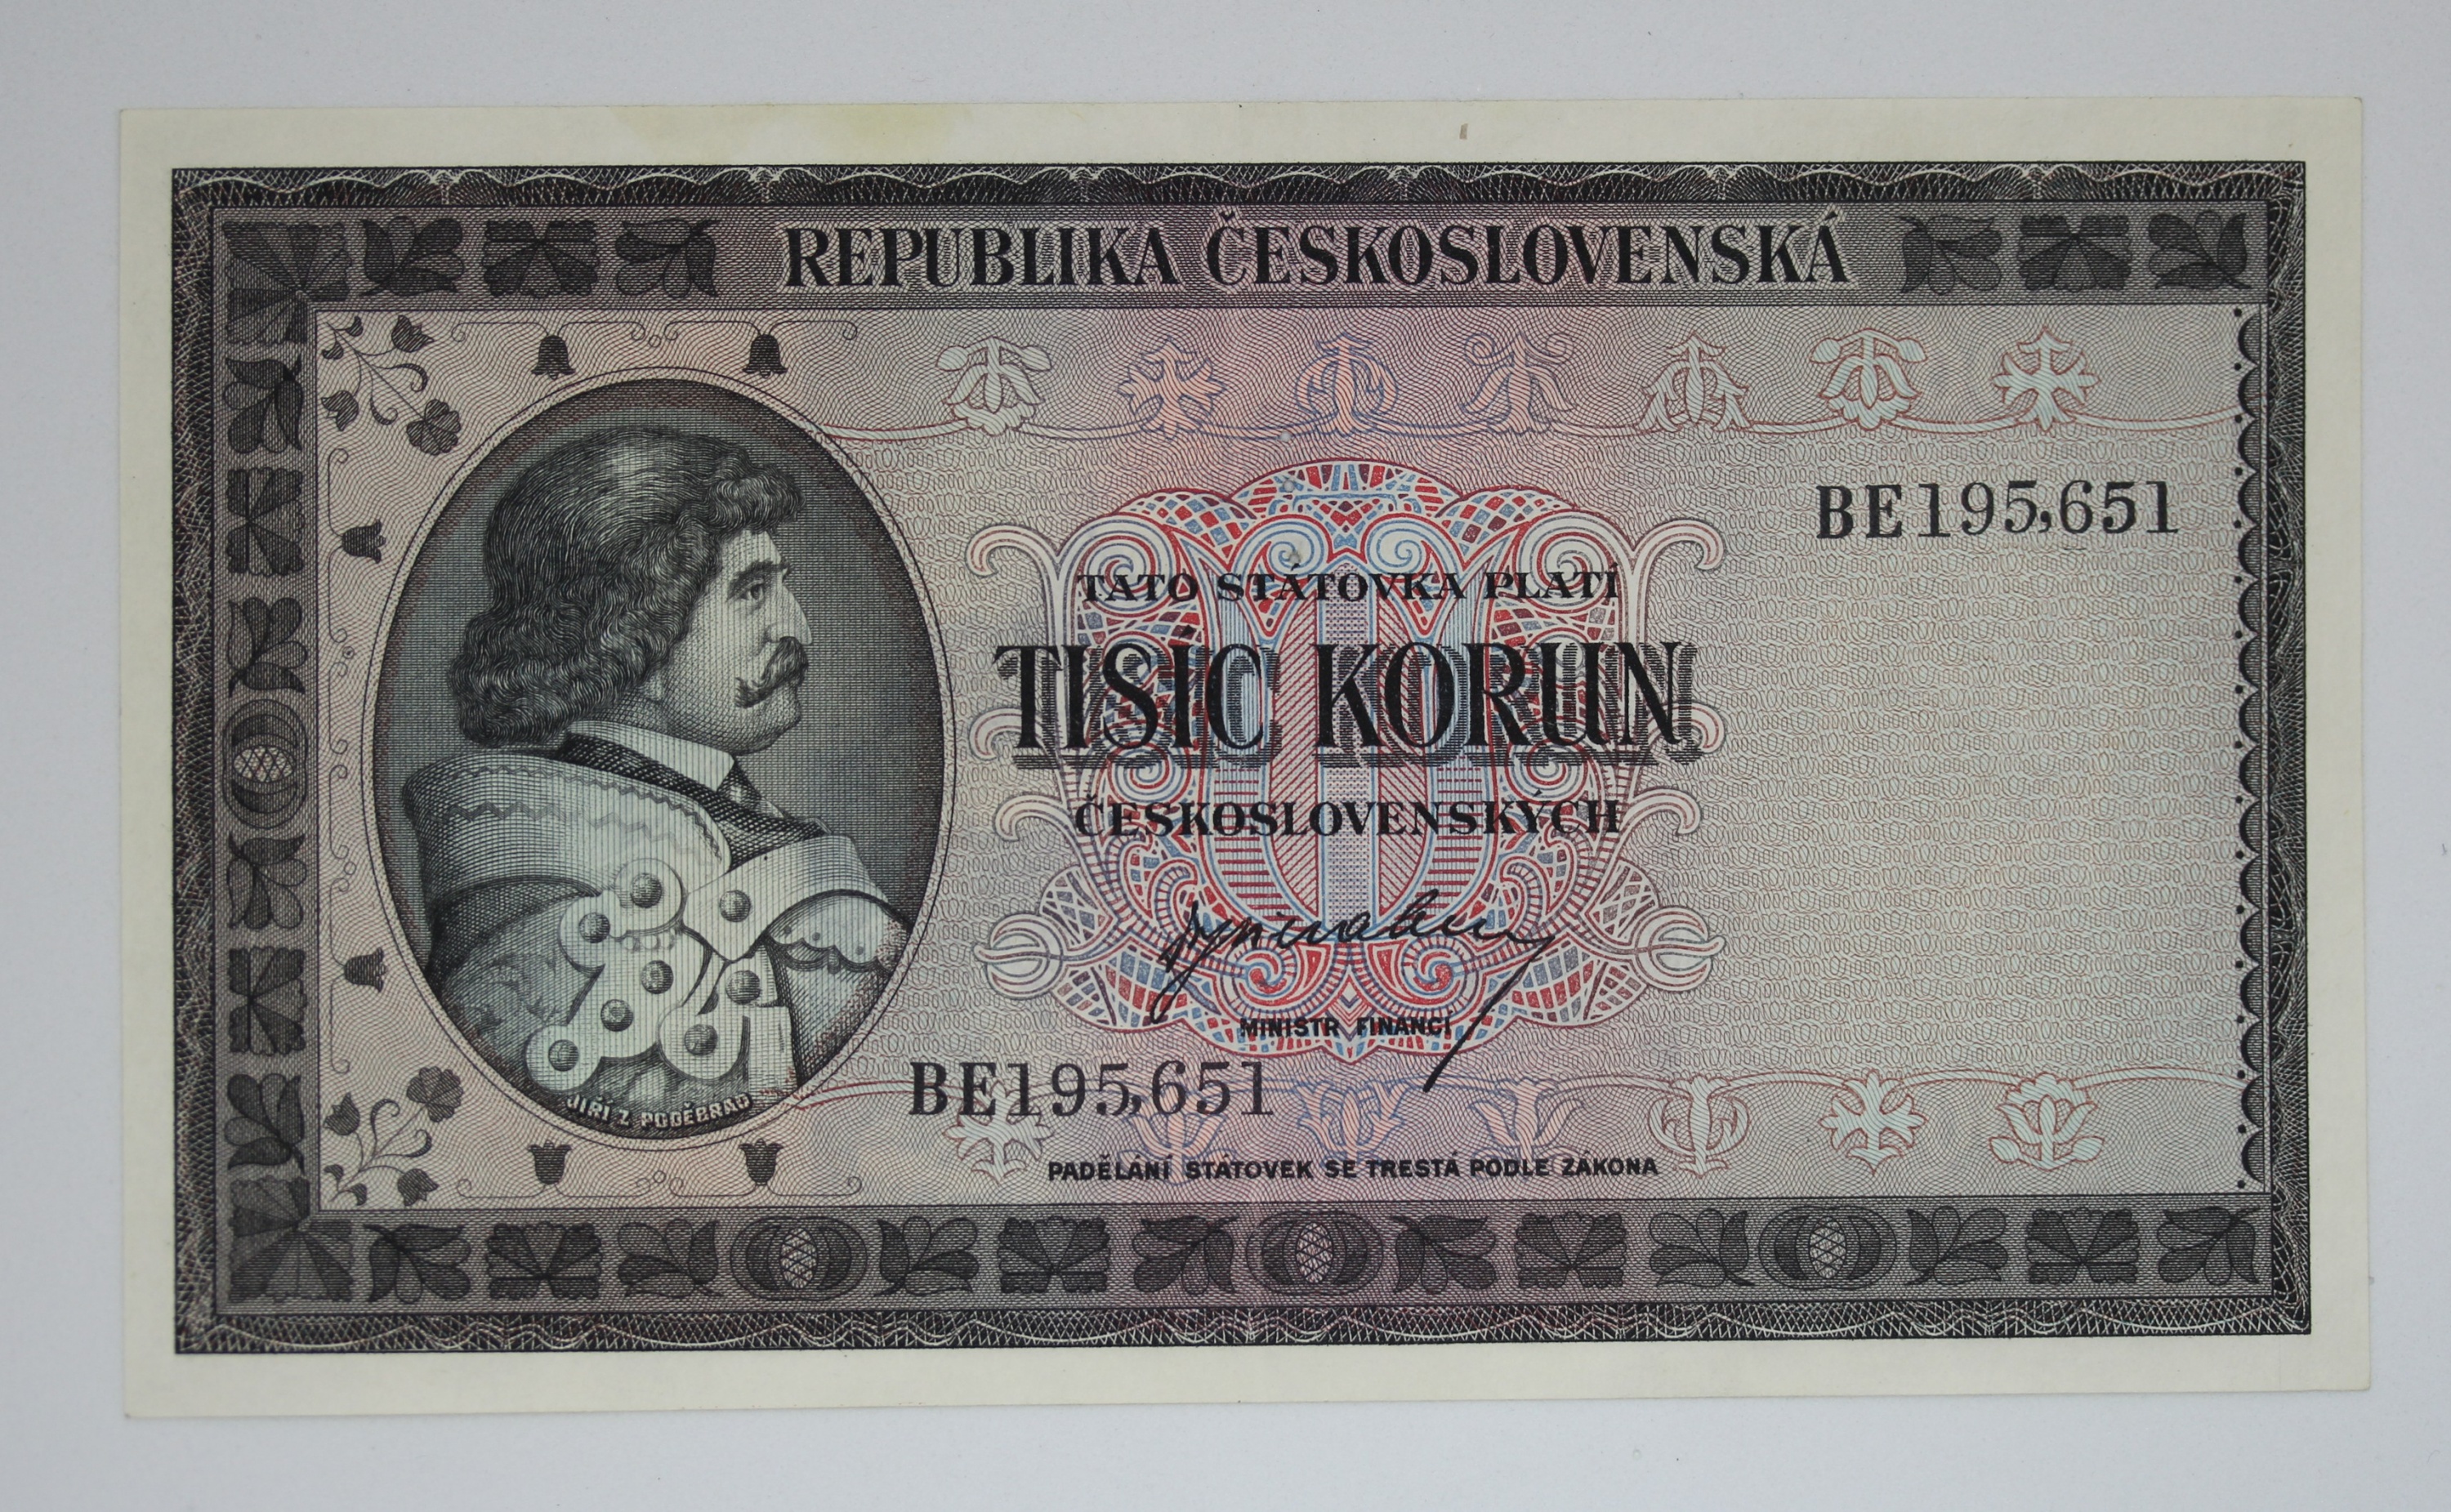 REPUBLIKA ČESKOSLOVENSKÁ
BE195,651
TATO STÁTOVKA PLATÍ
TISÍC KORUN
ČESKOSLOVENSKÝCH
MINISTR FINANCÍ
BE195,651
JIŘÍ Z PODĚBRAD
PADĚLÁNÍ STÁTOVEK SE TRESTÁ PODLE ZÁKONA